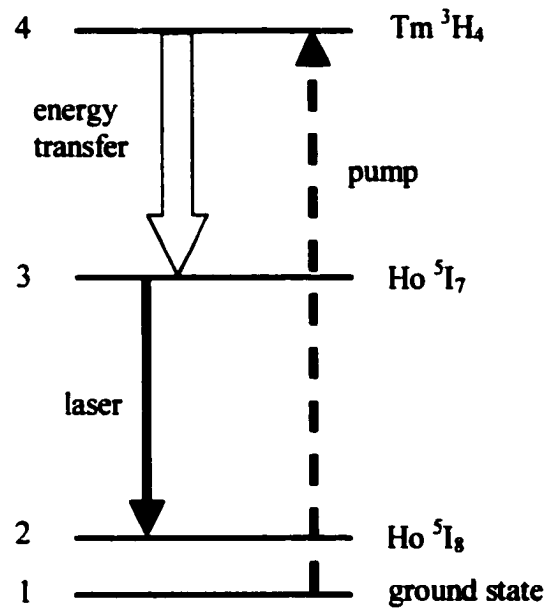 4 Tm ³H₄
energy
transfer
pump
3 Ho ⁵I₇
laser
2 Ho ⁵I₈
1 ground state